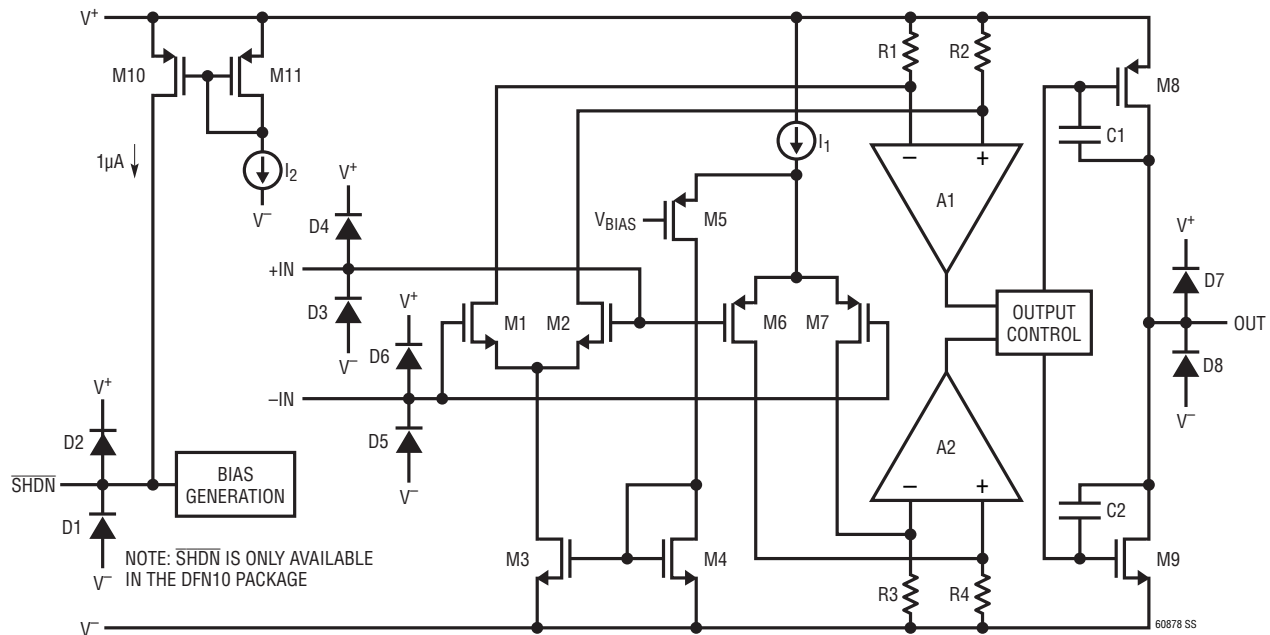 V+
M10
M11
1µA
I2
V−
R1
R2
M8
C1
I1
−
+
A1
V+
D4
VBIAS
M5
+IN
D3
V−
V+
D6
M1
M2
M6
M7
OUTPUT
CONTROL
V+
D7
OUT
D8
V−
−IN
D5
V−
V+
D2
SHDN
BIAS
GENERATION
D1
V−
NOTE: SHDN IS ONLY AVAILABLE
IN THE DFN10 PACKAGE
A2
−
+
C2
M3
M4
M9
R3
R4
V−
60878 SS